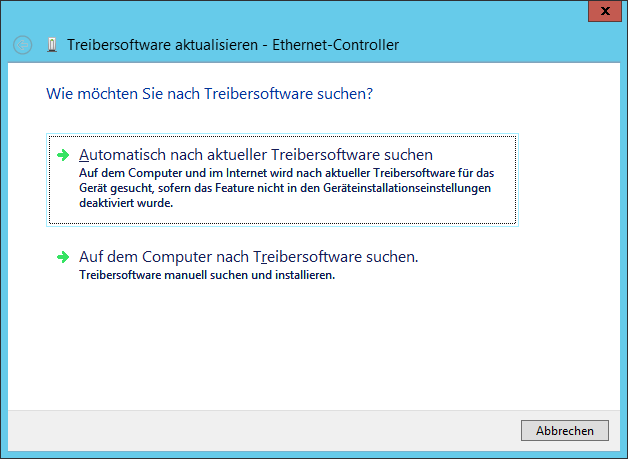 x
Treibersoftware aktualisieren - Ethernet-Controller
Wie möchten Sie nach Treibersoftware suchen?
Automatisch nach aktueller Treibersoftware suchen
Auf dem Computer und im Internet wird nach aktueller Treibersoftware für das
Gerät gesucht, sofern das Feature nicht in den Geräteinstallationseinstellungen
deaktiviert wurde.
Auf dem Computer nach Treibersoftware suchen.
Treibersoftware manuell suchen und installieren.
Abbrechen